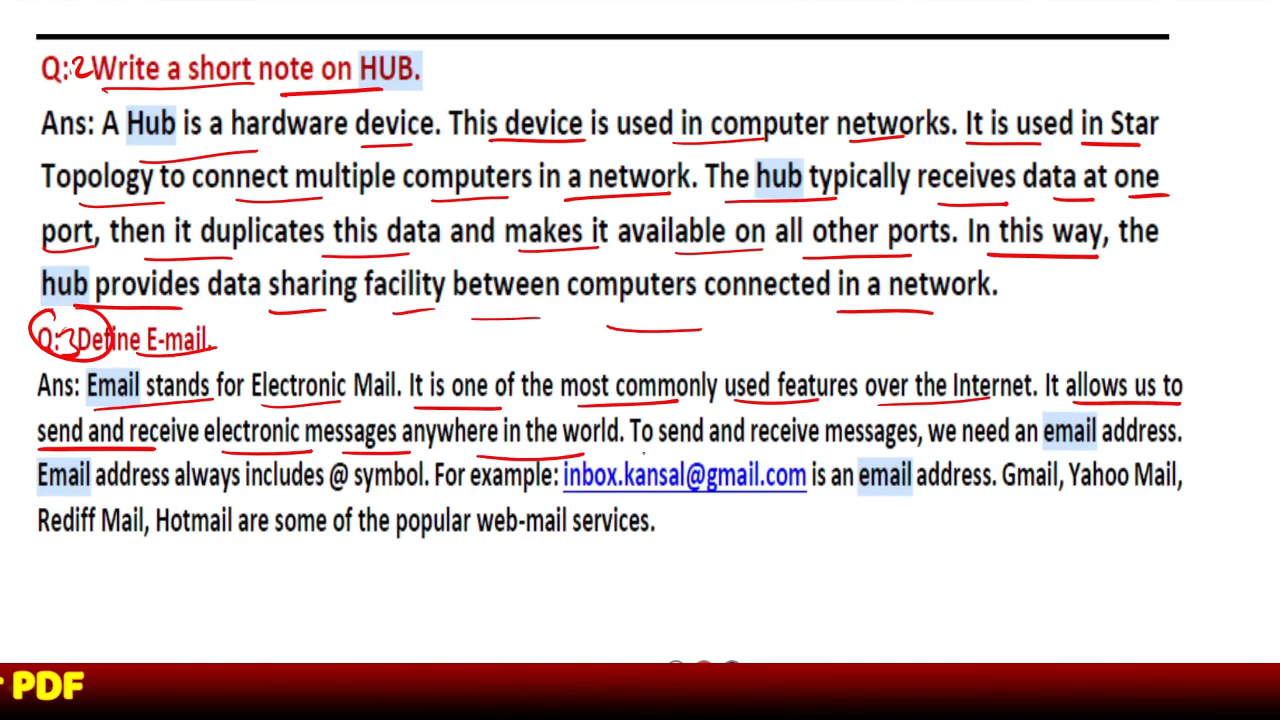 Q:2 Write a short note on HUB.
Ans: A Hub is a hardware device. This device is used in computer networks. It is used in Star
Topology to connect multiple computers in a network. The hub typically receives data at one
port, then it duplicates this data and makes it available on all other ports. In this way, the
hub provides data sharing facility between computers connected in a network.
Q:3 Define E-mail.
Ans: Email stands for Electronic Mail. It is one of the most commonly used features over the Internet. It allows us to
send and receive electronic messages anywhere in the world. To send and receive messages, we need an email address.
Email address always includes @ symbol. For example: inbox.kansal@gmail.com is an email address. Gmail, Yahoo Mail,
Rediff Mail, Hotmail are some of the popular web-mail services.
PDF